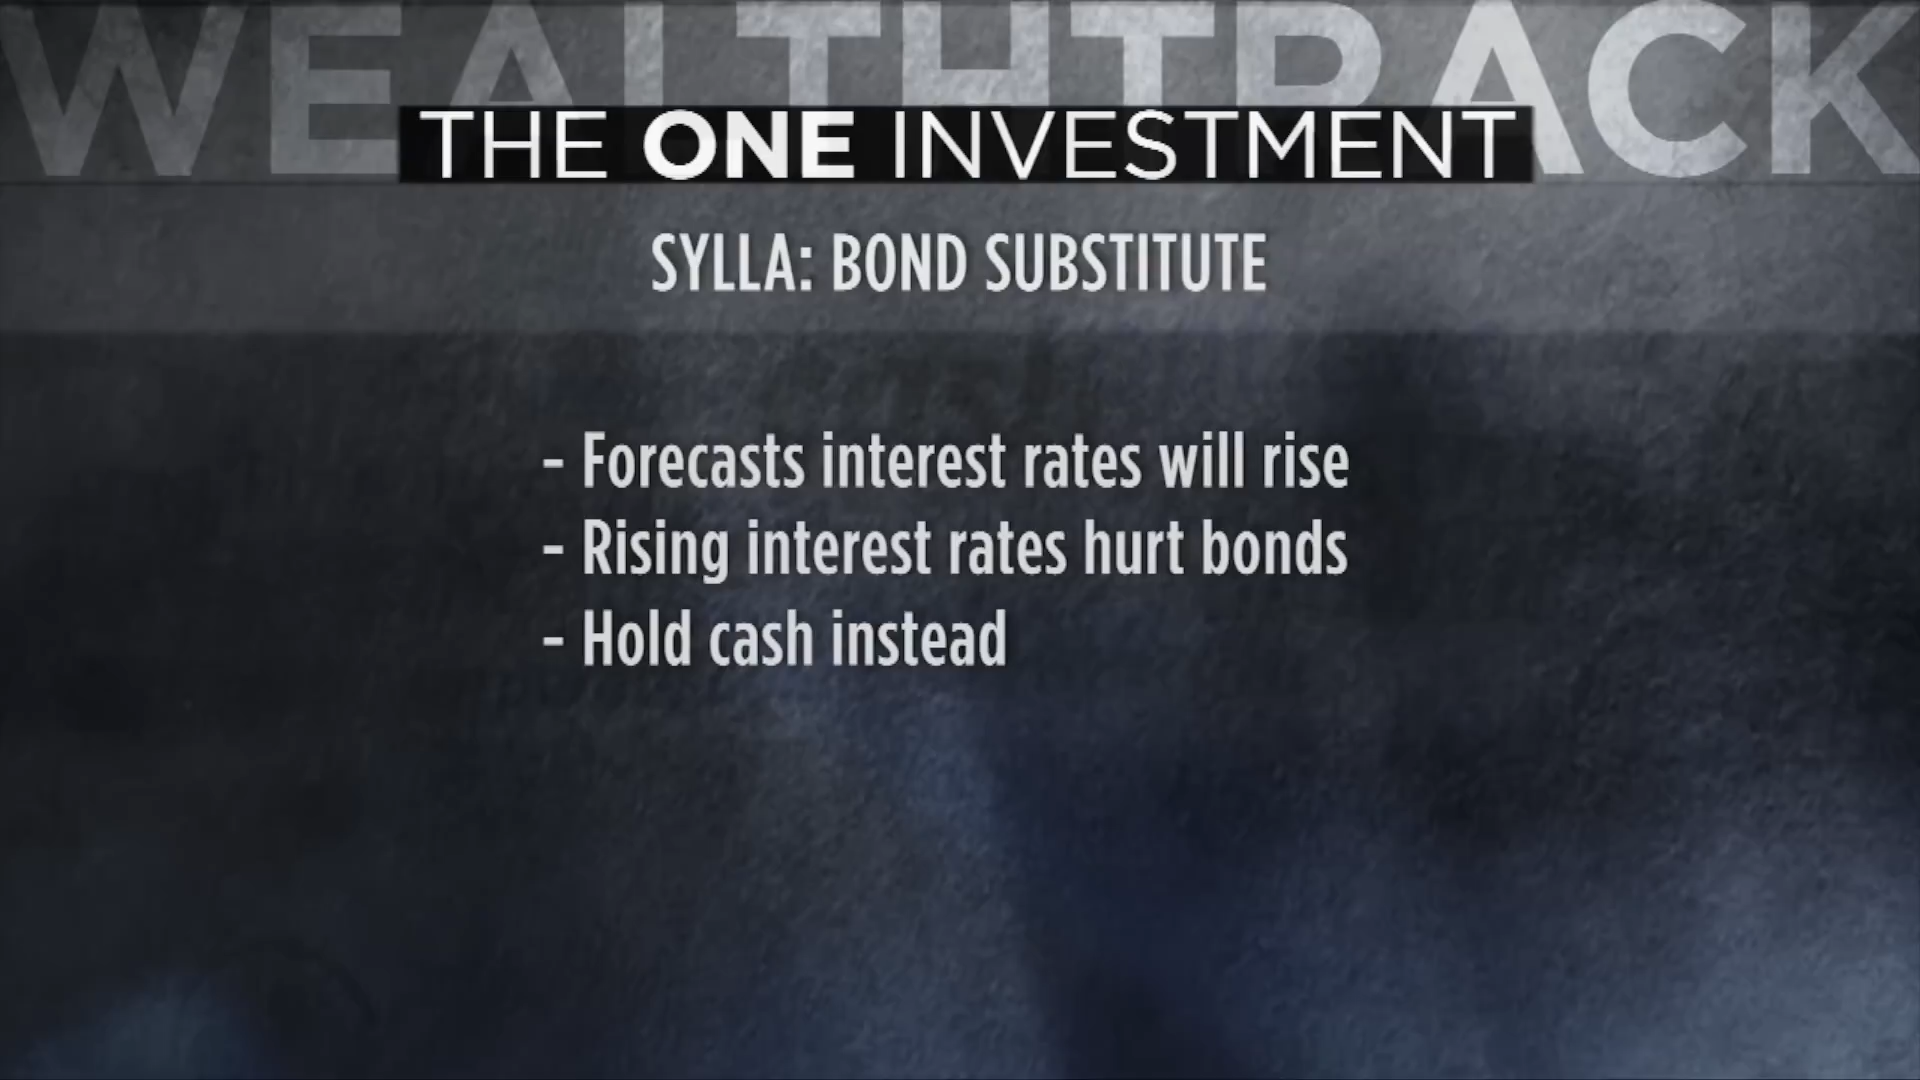 WEALTHTRACK
THE ONE INVESTMENT
SYLLA: BOND SUBSTITUTE
- Forecasts interest rates will rise
- Rising interest rates hurt bonds
- Hold cash instead